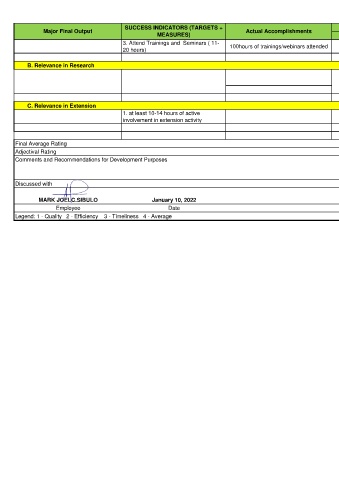 Major Final Output
SUCCESS INDICATORS (TARGETS +
MEASURES)
Actual Accomplishments
3. Attend Trainings and Seminars ( 11-
20 hours)
100hours of trainings/webinars attended
B. Relevance in Research
C. Relevance in Extension
1. at least 10-14 hours of active
involvement in extension activity
Final Average Rating
Adjectival Rating
Comments and Recommendations for Development Purposes
Discussed with
MARK JOEL C.SIBULO
January 10, 2022
Employee
Date
Legend: 1 - Quality 2 - Efficiency 3 - Timeliness 4 - Average